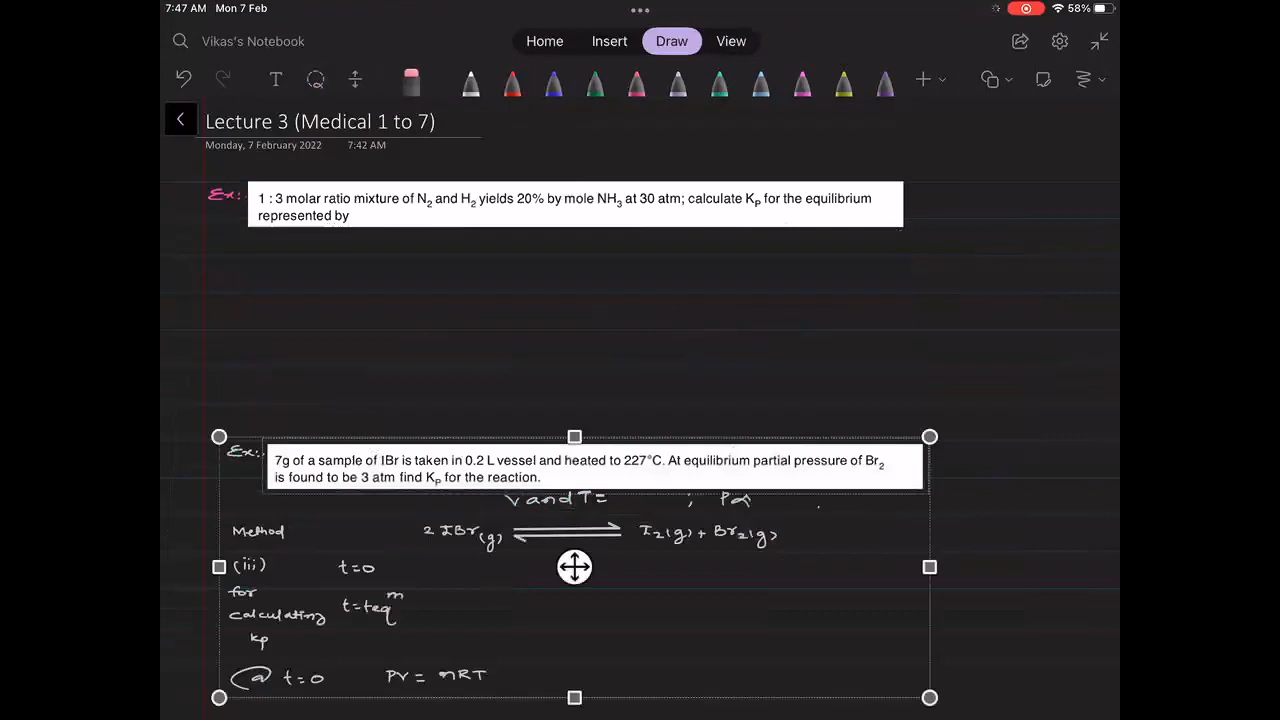 7:47 AM Mon 7 Feb
58%
Vikas's Notebook
Home Insert Draw View
T
Lecture 3 (Medical 1 to 7)
Monday, 7 February 2022 7:42 AM
Ex:
1 : 3 molar ratio mixture of N₂ and H₂ yields 20% by mole NH₃ at 30 atm; calculate K_P for the equilibrium
represented by
Ex:
7g of a sample of IBr is taken in 0.2 L vessel and heated to 227°C. At equilibrium partial pressure of Br₂
is found to be 3 atm find K_P for the reaction.
V and T = ; P∝
Method 2 IBr(g) ⇌ I₂(g) + Br₂(g)
(iii) t=0
for
calculating t=teq^m
kp
@ t=0 PV = nRT